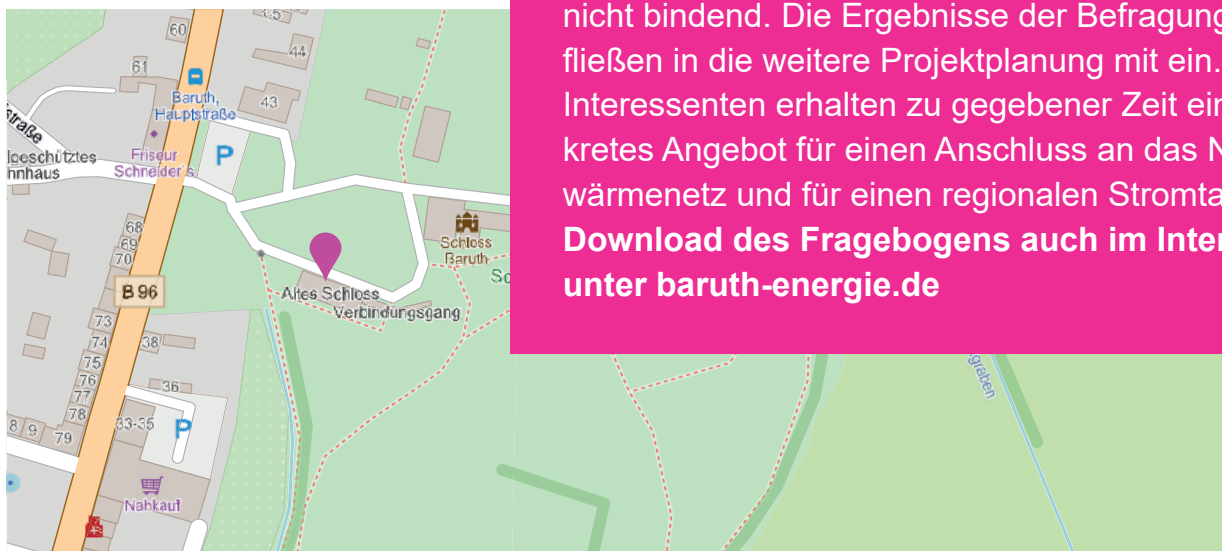 nicht bindend. Die Ergebnisse der Befragung
fließen in die weitere Projektplanung mit ein.
Interessenten erhalten zu gegebener Zeit ein
kretes Angebot für einen Anschluss an das N
wärmenetz und für einen regionalen Stromta
Download des Fragebogens auch im Inter
unter baruth-energie.de
60
61
44
Baruth,
Hauptstraße
43
straße
P
Friseur
Schneider's
nnhaus
68
69
70
Schloss
Baruth
B 96
Altes Schloss
Verbindungsgang
73
74
38
75
76
36
77
78
33-35
P
8
9
79
Nahkauf
graben